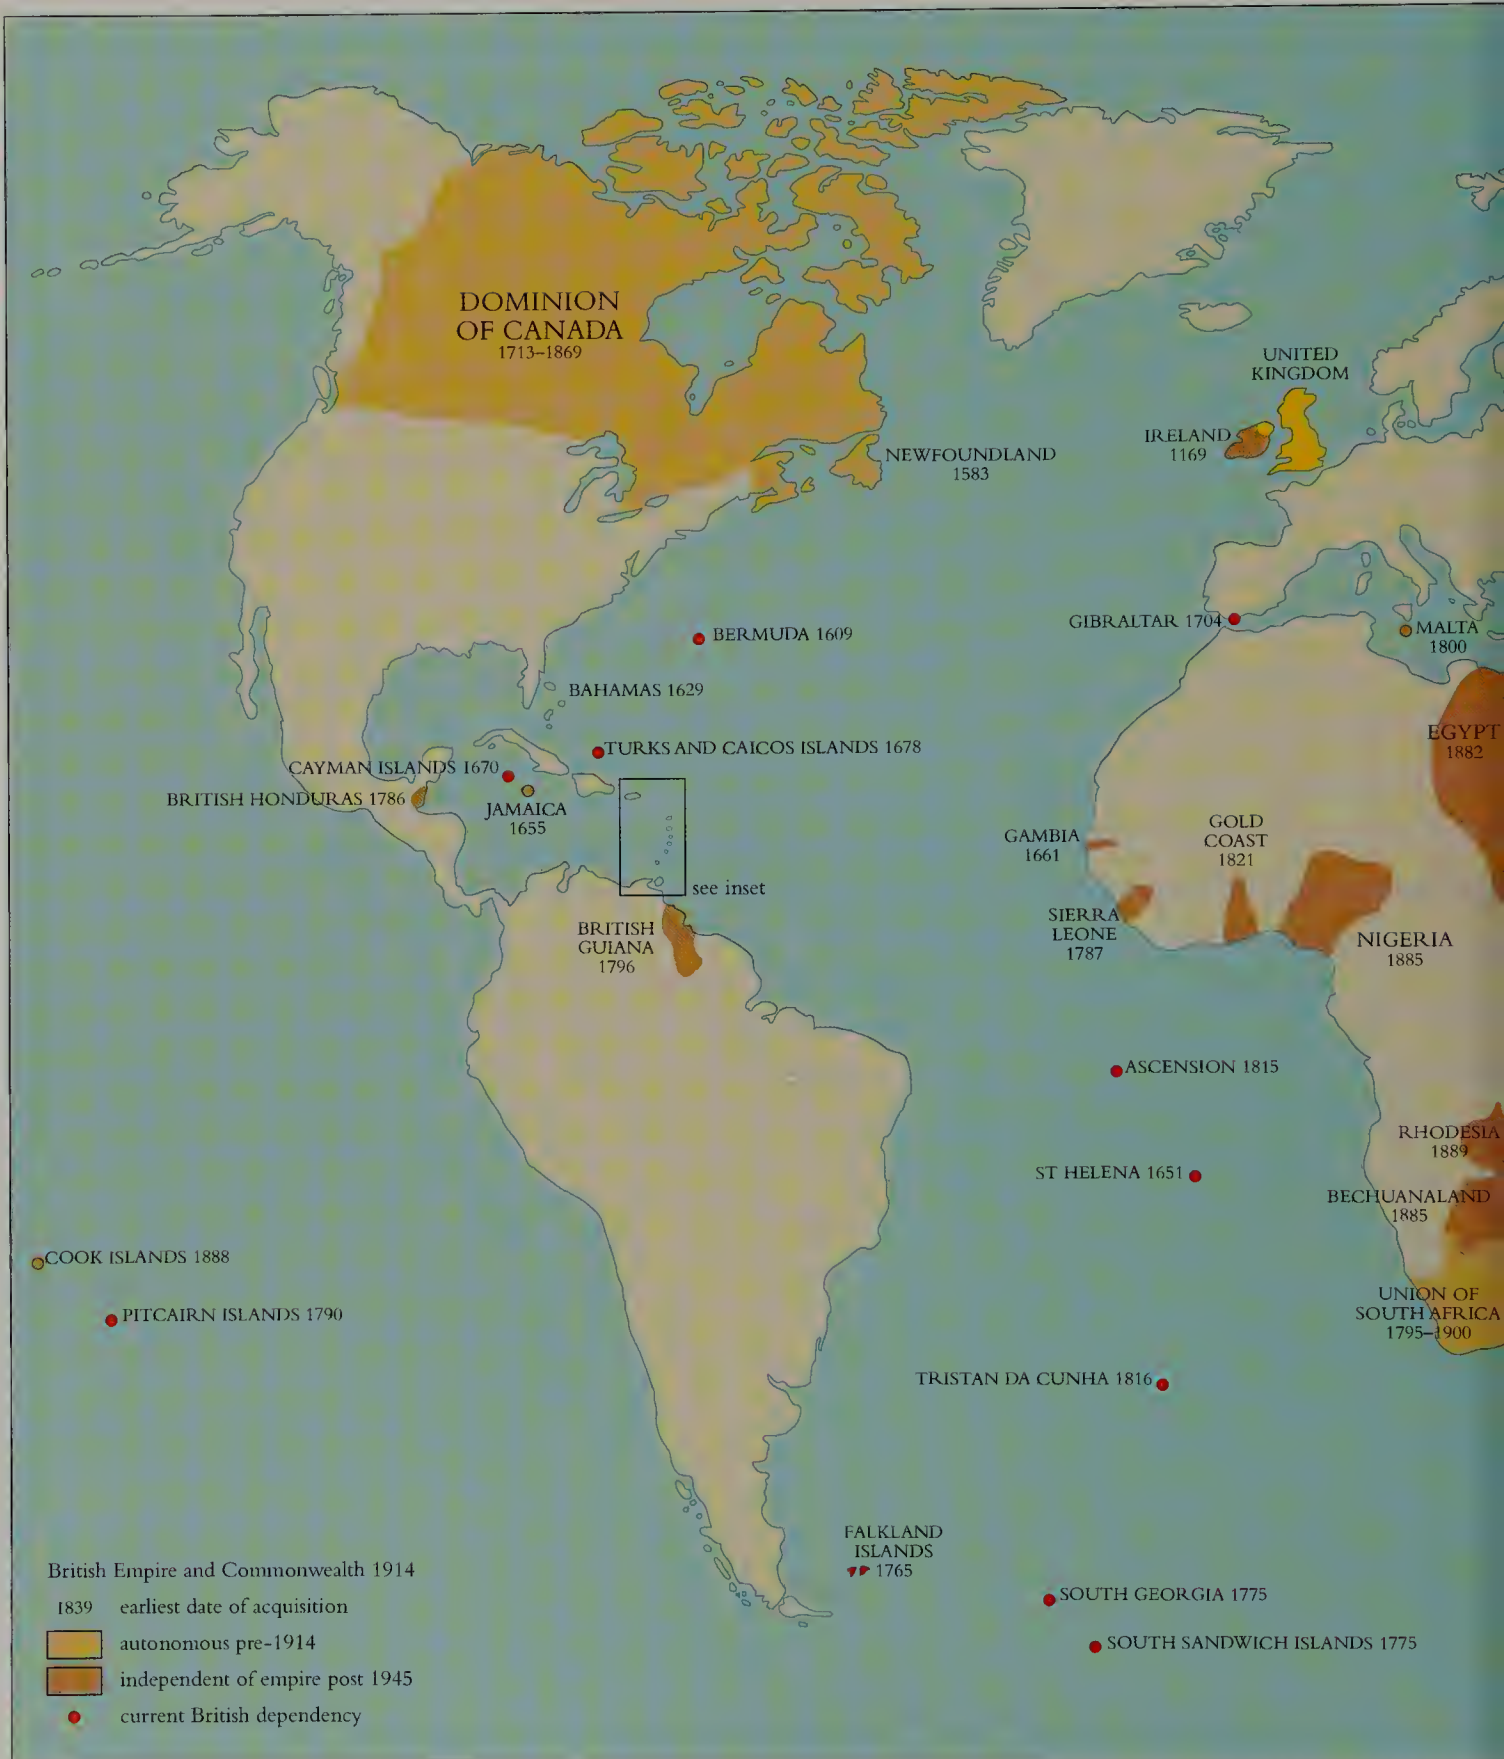 DOMINION
OF CANADA
1713–1869
UNITED
KINGDOM
IRELAND
1169
NEWFOUNDLAND
1583
GIBRALTAR 1704
MALTA
1800
BERMUDA 1609
BAHAMAS 1629
EGYPT
1882
TURKS AND CAICOS ISLANDS 1678
CAYMAN ISLANDS 1670
BRITISH HONDURAS 1786
JAMAICA
1655
see inset
GAMBIA
1661
GOLD
COAST
1821
SIERRA
LEONE
1787
NIGERIA
1885
BRITISH
GUIANA
1796
ASCENSION 1815
RHODESIA
1889
ST HELENA 1651
BECHUANALAND
1885
COOK ISLANDS 1888
PITCAIRN ISLANDS 1790
UNION OF
SOUTH AFRICA
1795–1900
TRISTAN DA CUNHA 1816
FALKLAND
ISLANDS
1765
SOUTH GEORGIA 1775
SOUTH SANDWICH ISLANDS 1775
British Empire and Commonwealth 1914
1839 earliest date of acquisition
autonomous pre-1914
independent of empire post 1945
current British dependency